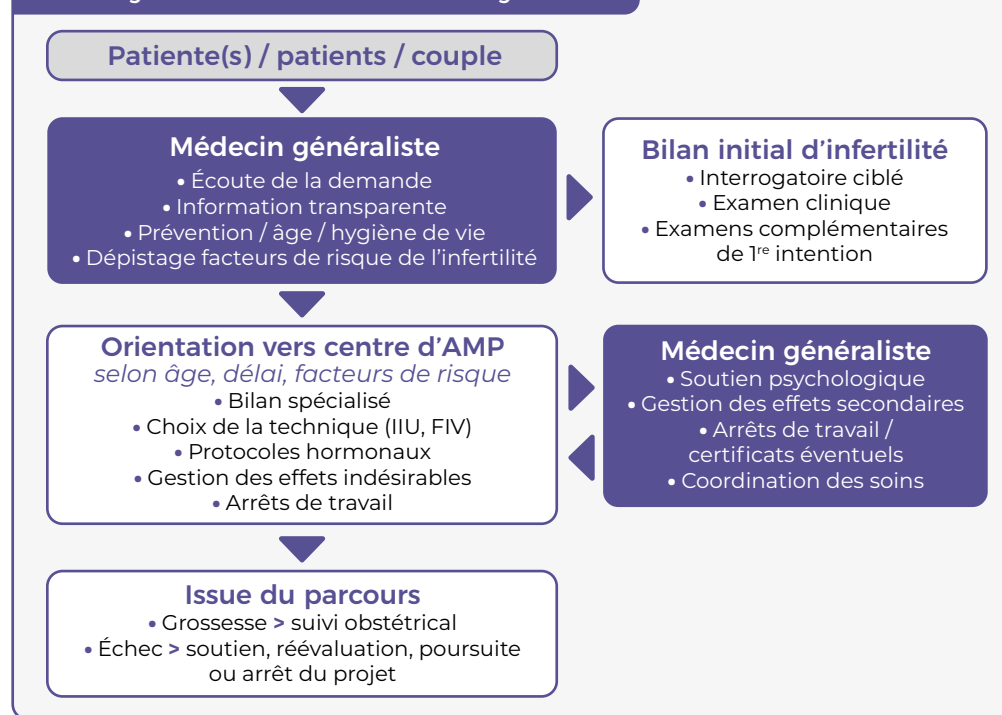 Patiente(s) / patients / couple
Médecin généraliste
• Écoute de la demande
• Information transparente
• Prévention / âge / hygiène de vie
• Dépistage facteurs de risque de l'infertilité
Bilan initial d'infertilité
• Interrogatoire ciblé
• Examen clinique
• Examens complémentaires
de 1re intention
Orientation vers centre d'AMP
selon âge, délai, facteurs de risque
• Bilan spécialisé
• Choix de la technique (IIU, FIV)
• Protocoles hormonaux
• Gestion des effets indésirables
• Arrêts de travail
Médecin généraliste
• Soutien psychologique
• Gestion des effets secondaires
• Arrêts de travail /
certificats éventuels
• Coordination des soins
Issue du parcours
• Grossesse > suivi obstétrical
• Échec > soutien, réévaluation, poursuite
ou arrêt du projet